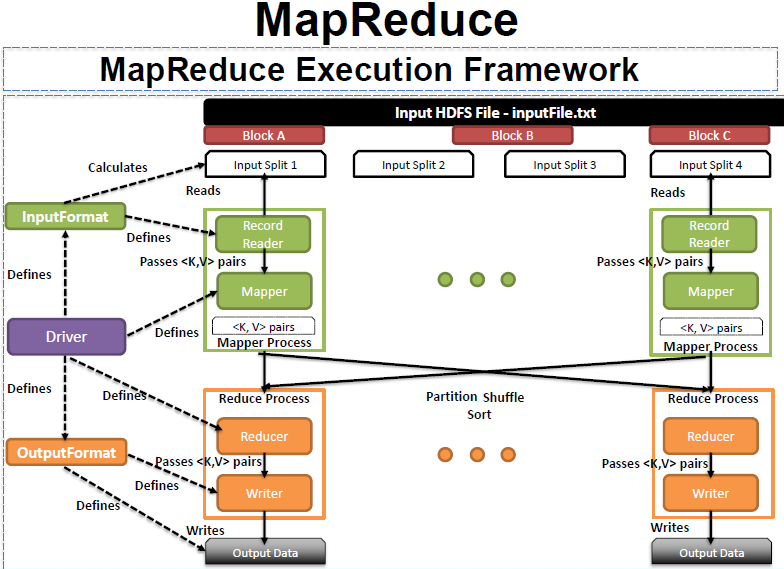 MapReduce
MapReduce Execution Framework
Input HDFS File - inputFile.txt
Block A
Block B
Block C
Input Split 1
Input Split 2
Input Split 3
Input Split 4
Calculates
Reads
Reads
InputFormat
Defines
Record
Reader
Record
Reader
Passes <K,V> pairs
Passes <K,V> pairs
Defines
Mapper
Mapper
Driver
Defines
<K, V> pairs
<K, V> pairs
Mapper Process
Mapper Process
Defines
Defines
Reduce Process
Partition Shuffle
Sort
Reduce Process
Reducer
Reducer
OutputFormat
Passes <K,V> pairs
Passes <K,V> pairs
Defines
Writer
Writer
Defines
Writes
Writes
Output Data
Output Data